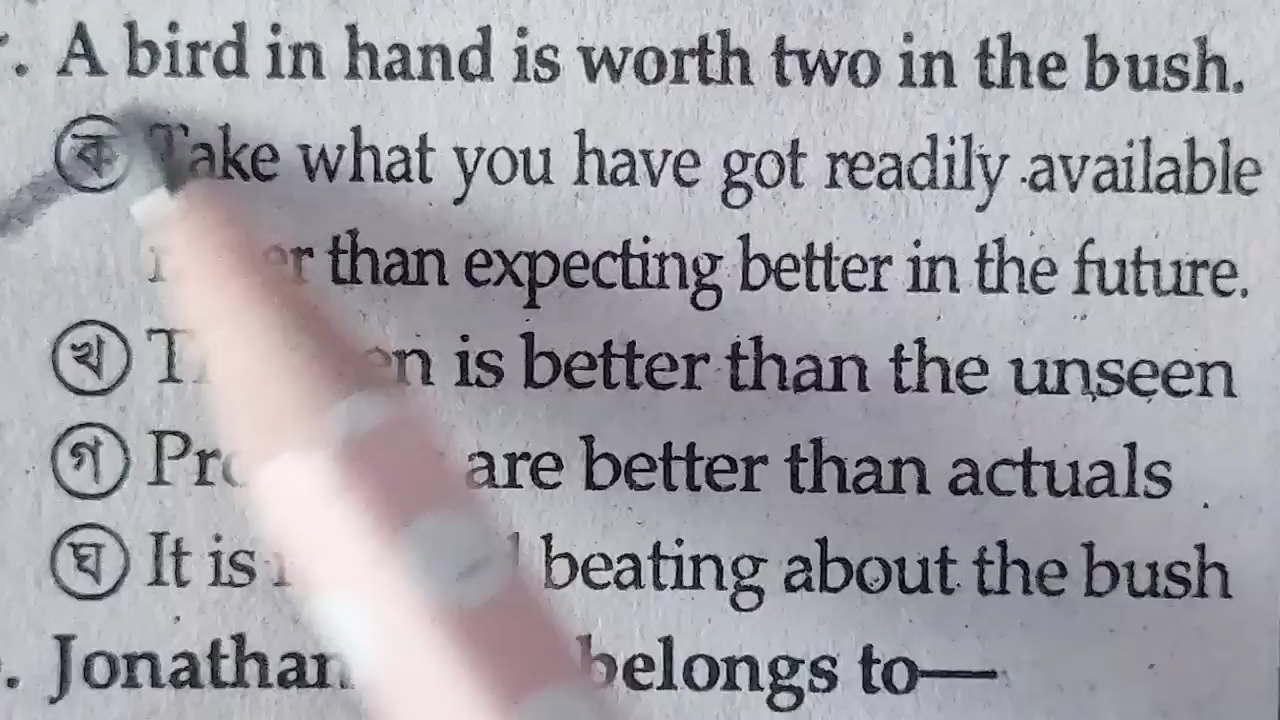 . A bird in hand is worth two in the bush.
ক Take what you have got readily available
than expecting better in the future.
খ is better than the unseen
গ are better than actuals
ঘ It is beating about the bush
. Jonathan belongs to—